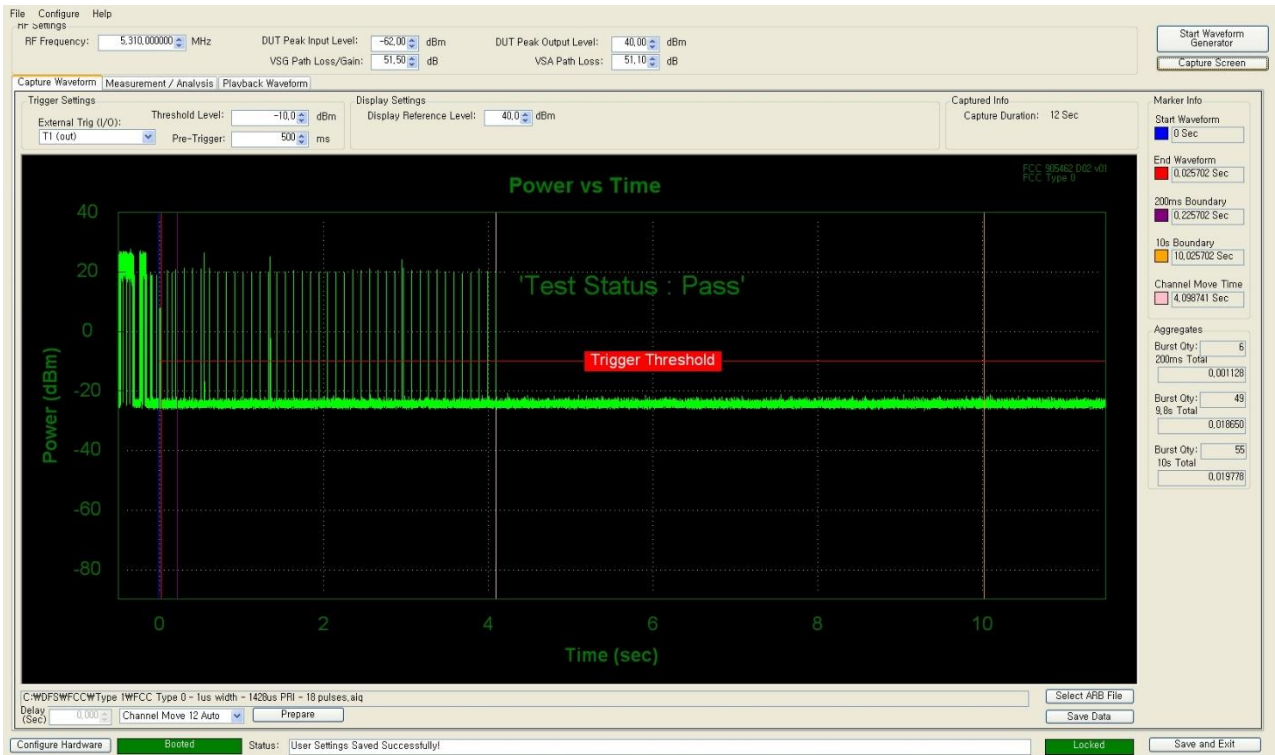 File Configure Help
RF Settings
RF Frequency: 5,310,000000 MHz DUT Peak Input Level: -62,00 dBm DUT Peak Output Level: 40,00 dBm
VSG Path Loss/Gain: 51,50 dB VSA Path Loss: 51,10 dB
Start Waveform
Generator
Capture Screen
Capture Waveform Measurement / Analysis Playback Waveform
Trigger Settings
External Trig (I/O):
T1 (out)
Threshold Level: -10,0 dBm
Pre-Trigger: 500 ms
Display Settings
Display Reference Level: 40,0 dBm
Captured Info
Capture Duration: 12 Sec
Marker Info
Start Waveform
0 Sec
End Waveform
0,025702 Sec
200ms Boundary
0,225702 Sec
10s Boundary
10,025702 Sec
Channel Move Time
4,098741 Sec
Aggregates
Burst Qty: 6
200ms Total
0,001128
Burst Qty: 49
9,8s Total
0,018650
Burst Qty: 55
10s Total
0,019778
FCC 905462 D02 v01
FCC Type 0
Power vs Time
'Test Status : Pass'
Trigger Threshold
Power (dBm)
40
20
0
-20
-40
-60
-80
0 2 4 6 8 10
Time (sec)
C:₩DFS₩FCC₩Type 1₩FCC Type 0 - 1us width - 1428us PRI - 18 pulses.aiq
Select ARB File
Delay
(Sec) 0,000 Channel Move 12 Auto Prepare
Save Data
Configure Hardware Booted Status: User Settings Saved Successfully! Locked Save and Exit